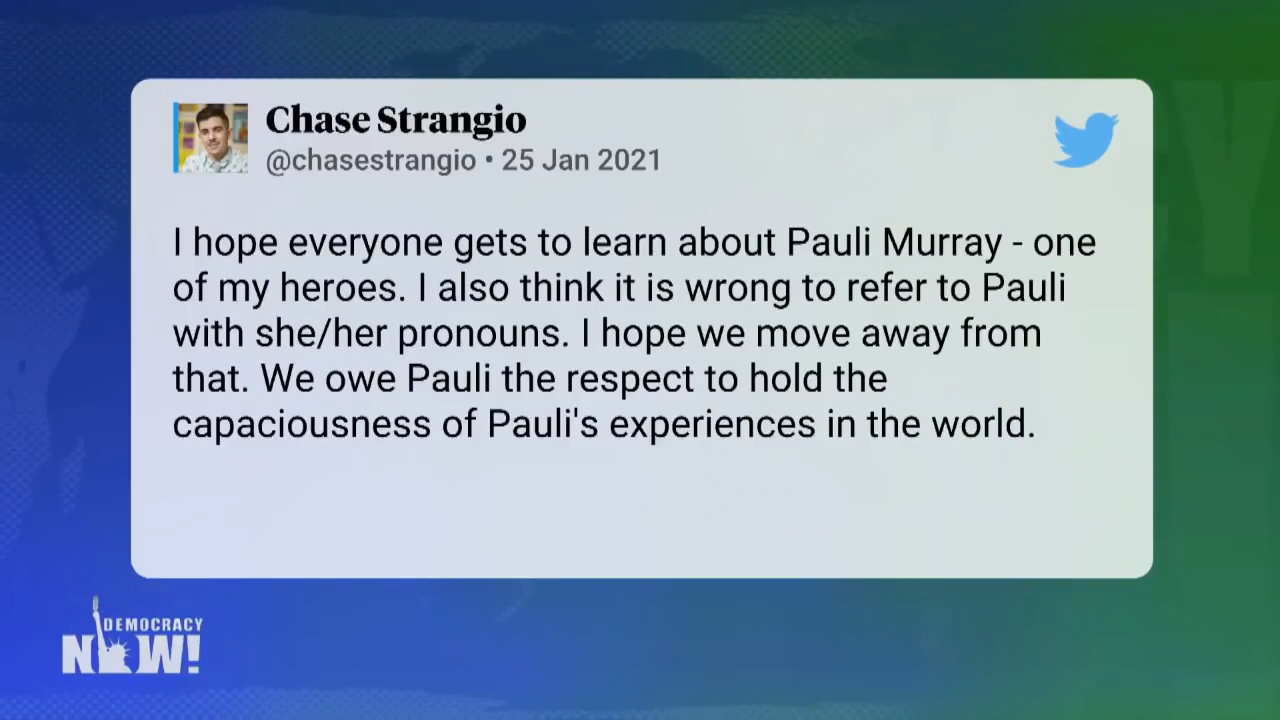 Chase Strangio
@chasestrangio • 25 Jan 2021
I hope everyone gets to learn about Pauli Murray - one
of my heroes. I also think it is wrong to refer to Pauli
with she/her pronouns. I hope we move away from
that. We owe Pauli the respect to hold the
capaciousness of Pauli's experiences in the world.
DEMOCRACY
NOW!